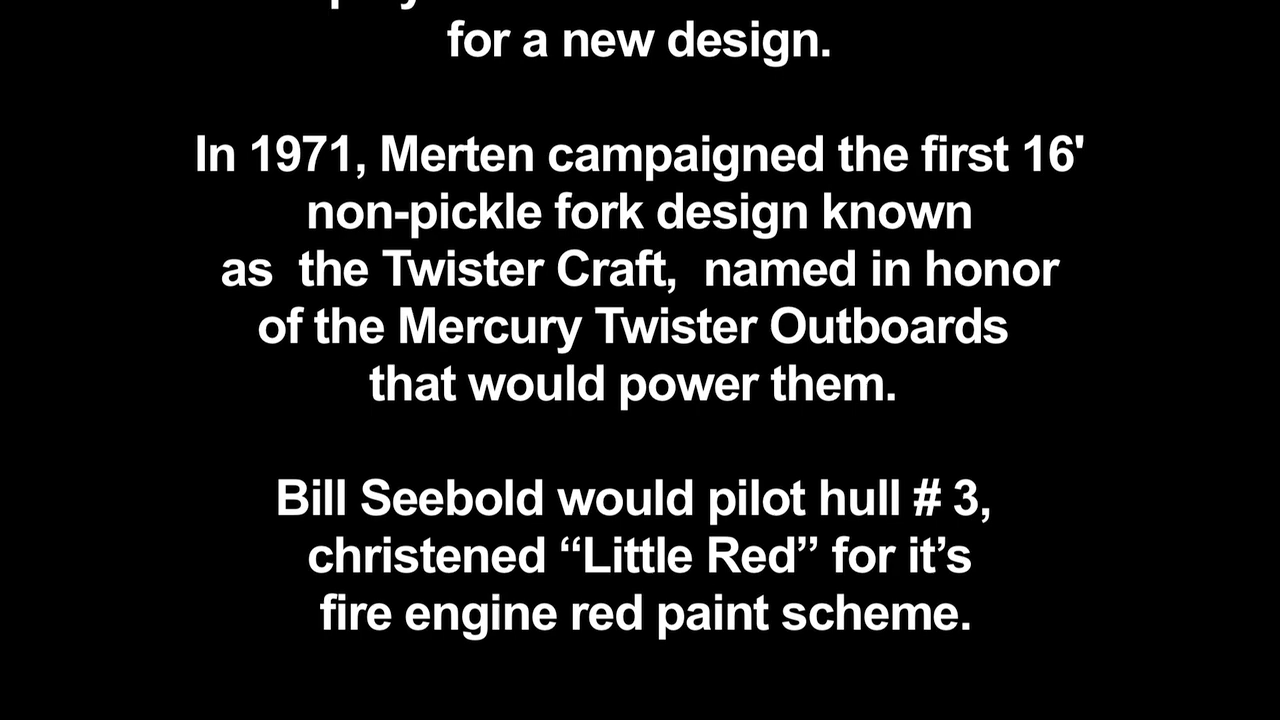 for a new design.
In 1971, Merten campaigned the first 16'
non-pickle fork design known
as  the Twister Craft,  named in honor
of the Mercury Twister Outboards
that would power them.
Bill Seebold would pilot hull # 3,
christened “Little Red” for it’s
fire engine red paint scheme.